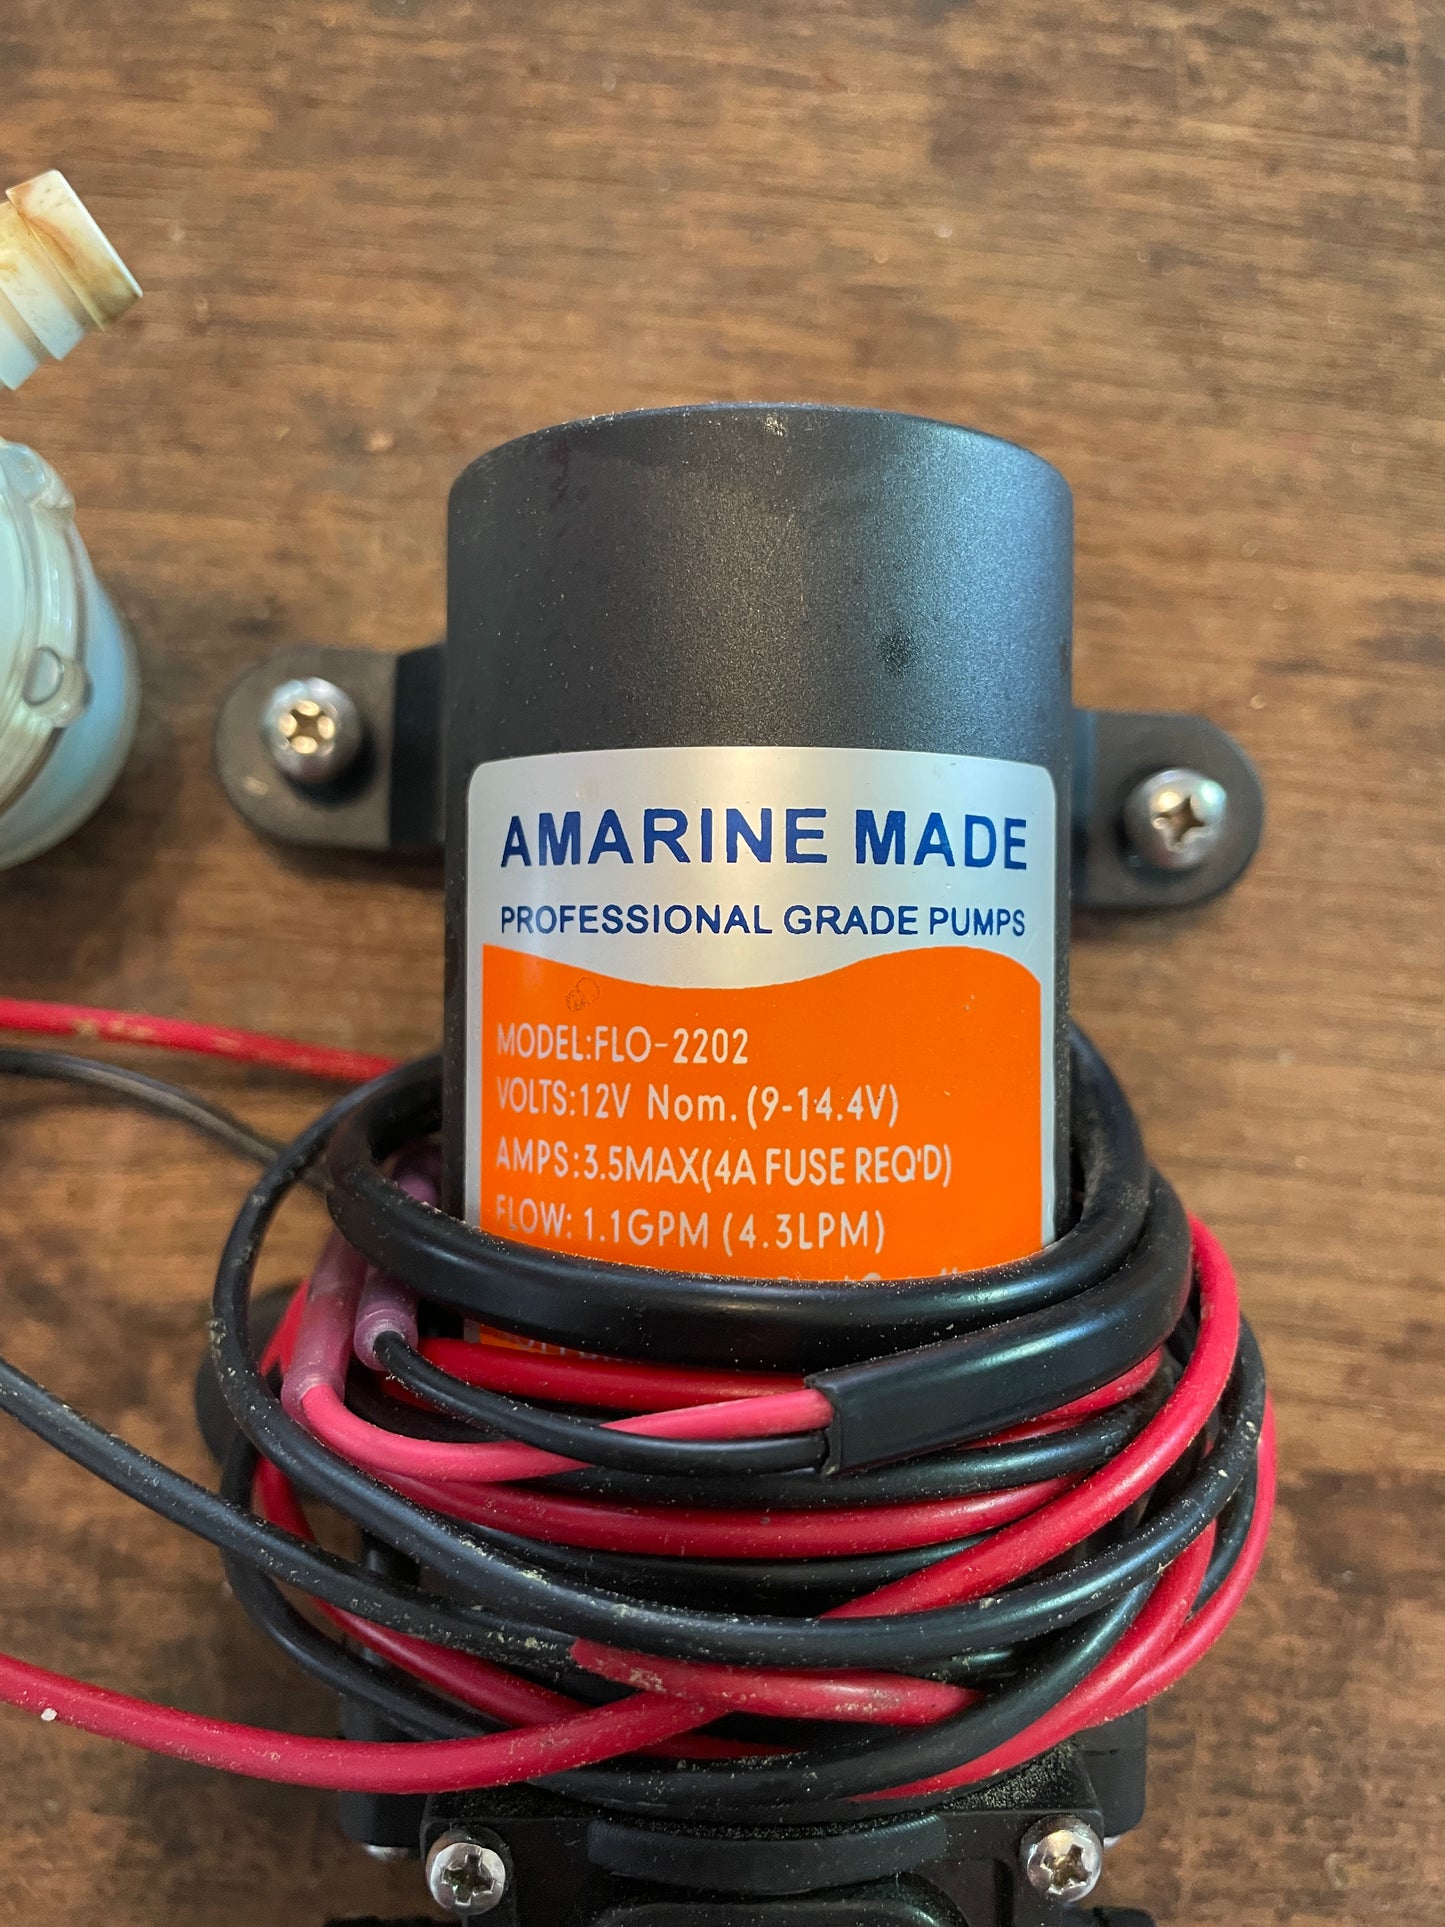 AMARINE MADE
PROFESSIONAL GRADE PUMPS
MODEL:FLO-2202
VOLTS:12V Nom. (9-14.4V)
AMPS:3.5MAX(4A FUSE REQ'D)
FLOW: 1.1GPM (4.3LPM)